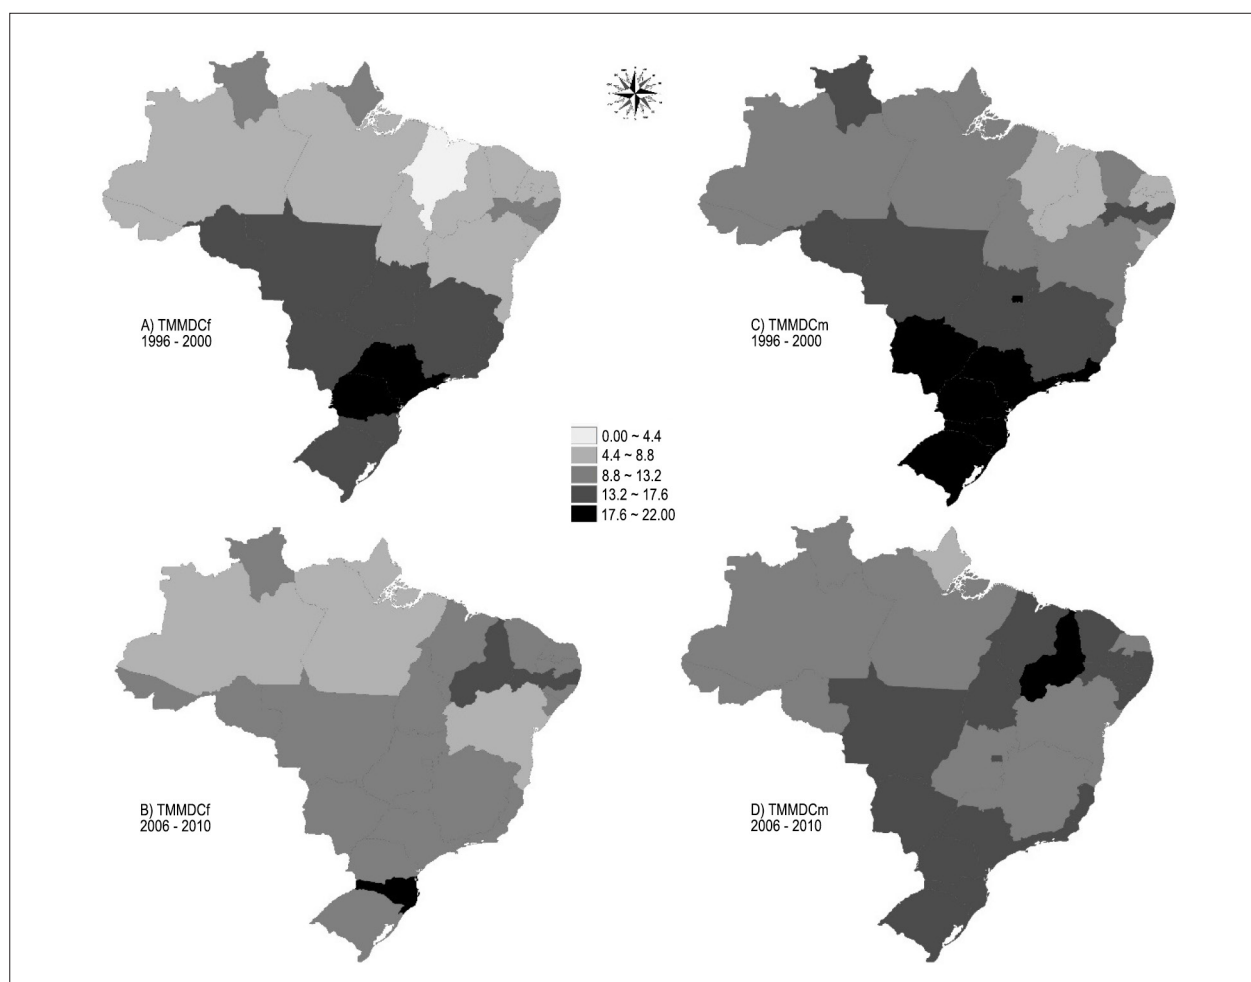 A) TMMDCf
1996 - 2000
C) TMMDCm
1996 - 2000
0.00 ~ 4.4
4.4 ~ 8.8
8.8 ~ 13.2
13.2 ~ 17.6
17.6 ~ 22.00
B) TMMDCf
2006 - 2010
D) TMMDCm
2006 - 2010